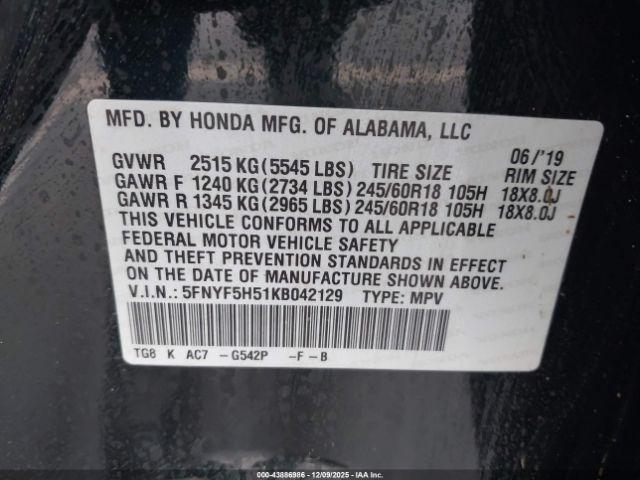 MFD. BY HONDA MFG. OF ALABAMA, LLC
06/'19
GVWR 2515 KG(5545 LBS) TIRE SIZE RIM SIZE
GAWR F 1240 KG(2734 LBS) 245/60R18 105H 18X8.0J
GAWR R 1345 KG(2965 LBS) 245/60R18 105H 18X8.0J
THIS VEHICLE CONFORMS TO ALL APPLICABLE
FEDERAL MOTOR VEHICLE SAFETY
AND THEFT PREVENTION STANDARDS IN EFFECT
ON THE DATE OF MANUFACTURE SHOWN ABOVE.
V.I.N.: 5FNYF5H51KB042129 TYPE: MPV
TG8 K AC7 - G542P - F - B
000-43886986 - 12/09/2025 - IAA Inc. - Copart